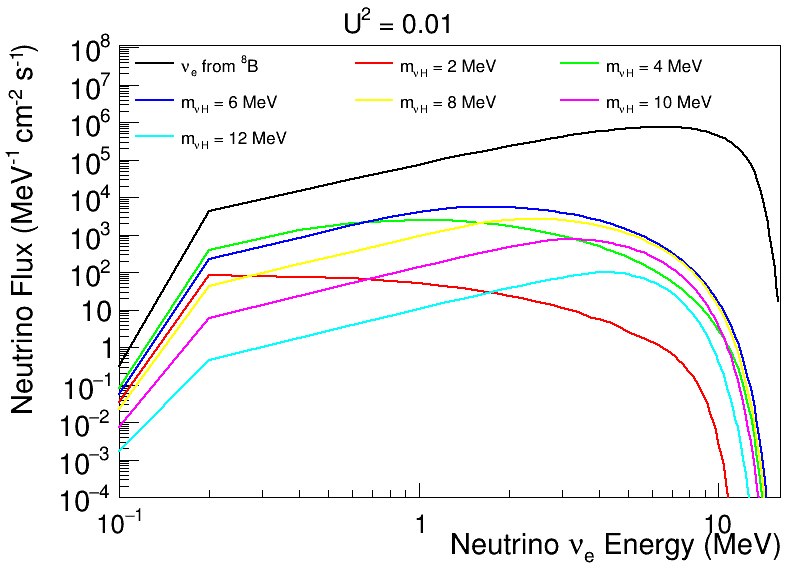 U² = 0.01
Neutrino Flux (MeV⁻¹ cm⁻² s⁻¹)
10⁸
10⁷
10⁶
10⁵
10⁴
10³
10²
10
1
10⁻¹
10⁻²
10⁻³
10⁻⁴
νₑ from ⁸B
m_νH = 2 MeV
m_νH = 4 MeV
m_νH = 6 MeV
m_νH = 8 MeV
m_νH = 10 MeV
m_νH = 12 MeV
10⁻¹ 1 10
Neutrino νₑ Energy (MeV)